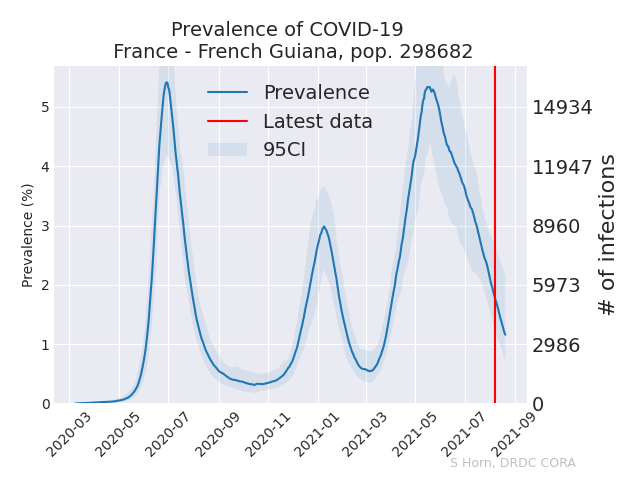 Prevalence of COVID-19
France - French Guiana, pop. 298682
Prevalence
Latest data
95CI
Prevalence (%)
5
4
3
2
1
0
14934
11947
8960
5973
2986
0
# of infections
2020-03
2020-05
2020-07
2020-09
2020-11
2021-01
2021-03
2021-05
2021-07
2021-09
S Horn, DRDC CORA